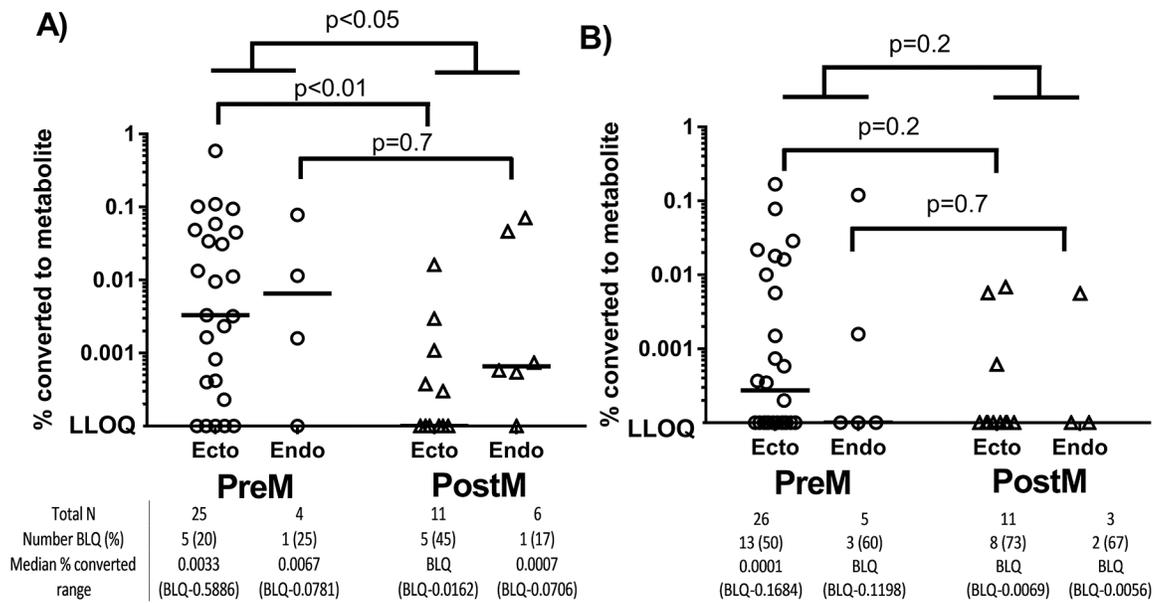 A)
p<0.05
p<0.01
p=0.7
% converted to metabolite
1
0.1
0.01
0.001
LLOQ
Ecto Endo Ecto Endo
PreM PostM
B)
p=0.2
p=0.2
p=0.7
% converted to metabolite
1
0.1
0.01
0.001
LLOQ
Ecto Endo Ecto Endo
PreM PostM
Total N 25 4 11 6 26 5 11 3
Number BLQ (%) 5 (20) 1 (25) 5 (45) 1 (17) 13 (50) 3 (60) 8 (73) 2 (67)
Median % converted 0.0033 0.0067 BLQ 0.0007 0.0001 BLQ BLQ BLQ
range (BLQ-0.5886) (BLQ-0.0781) (BLQ-0.0162) (BLQ-0.0706) (BLQ-0.1684) (BLQ-0.1198) (BLQ-0.0069) (BLQ-0.0056)